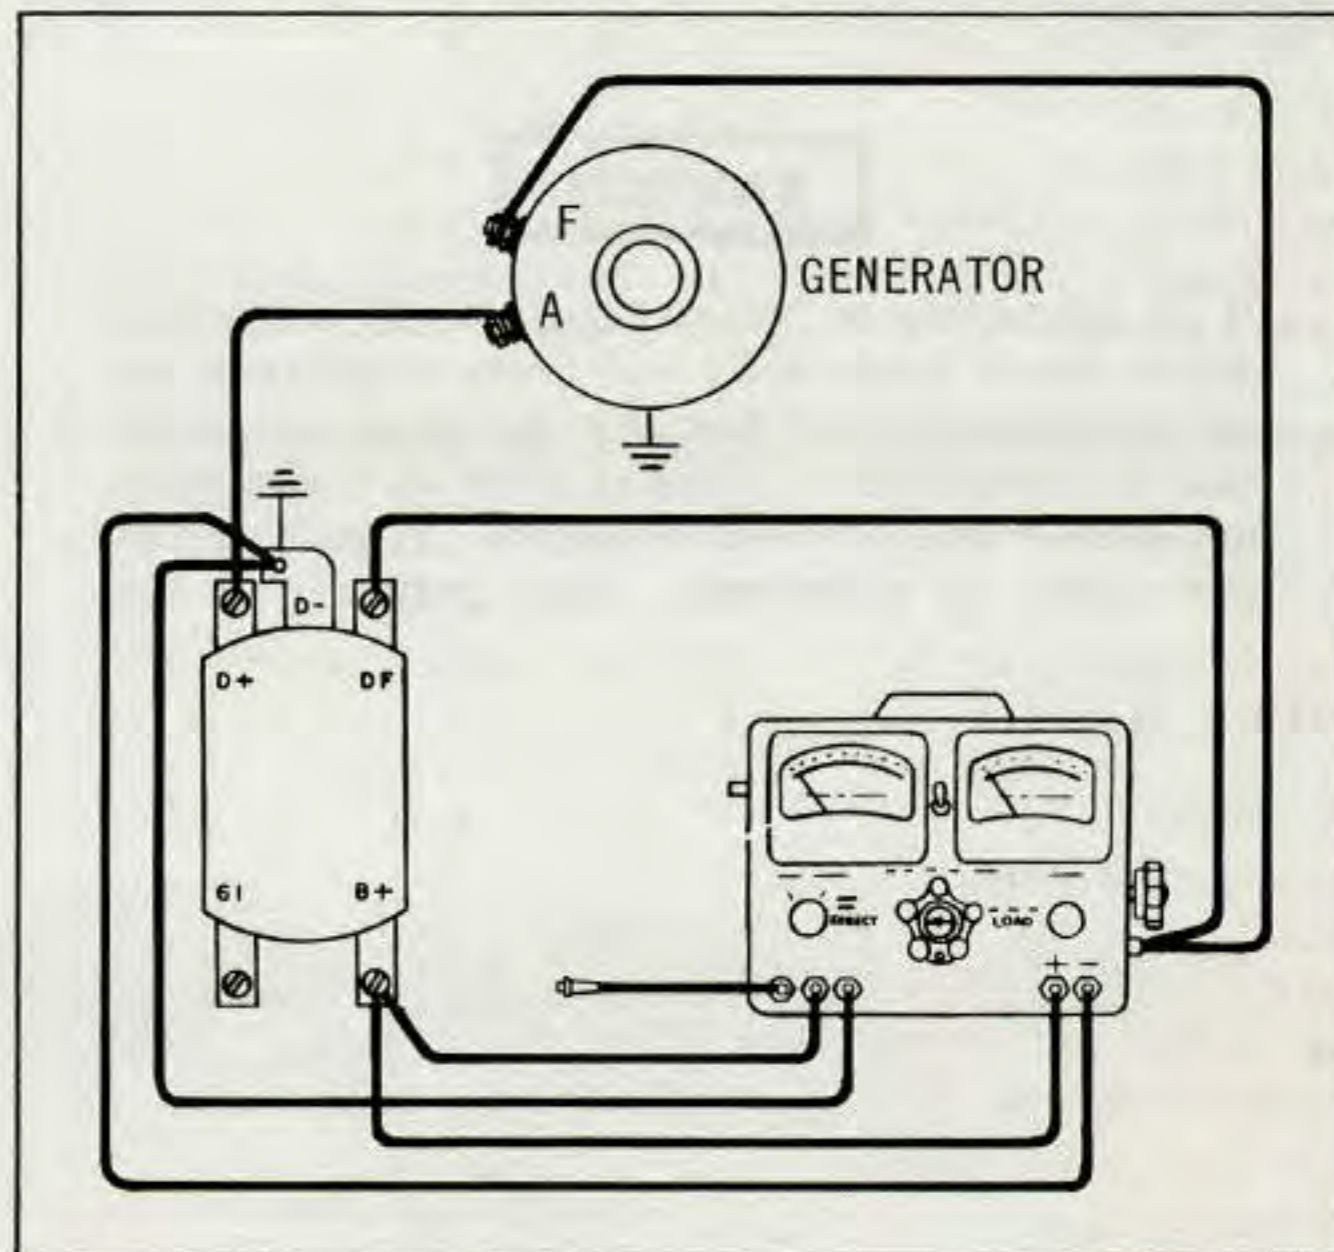 F
GENERATOR
A
D-
D+ DF
61 B+
LOAD
+ -